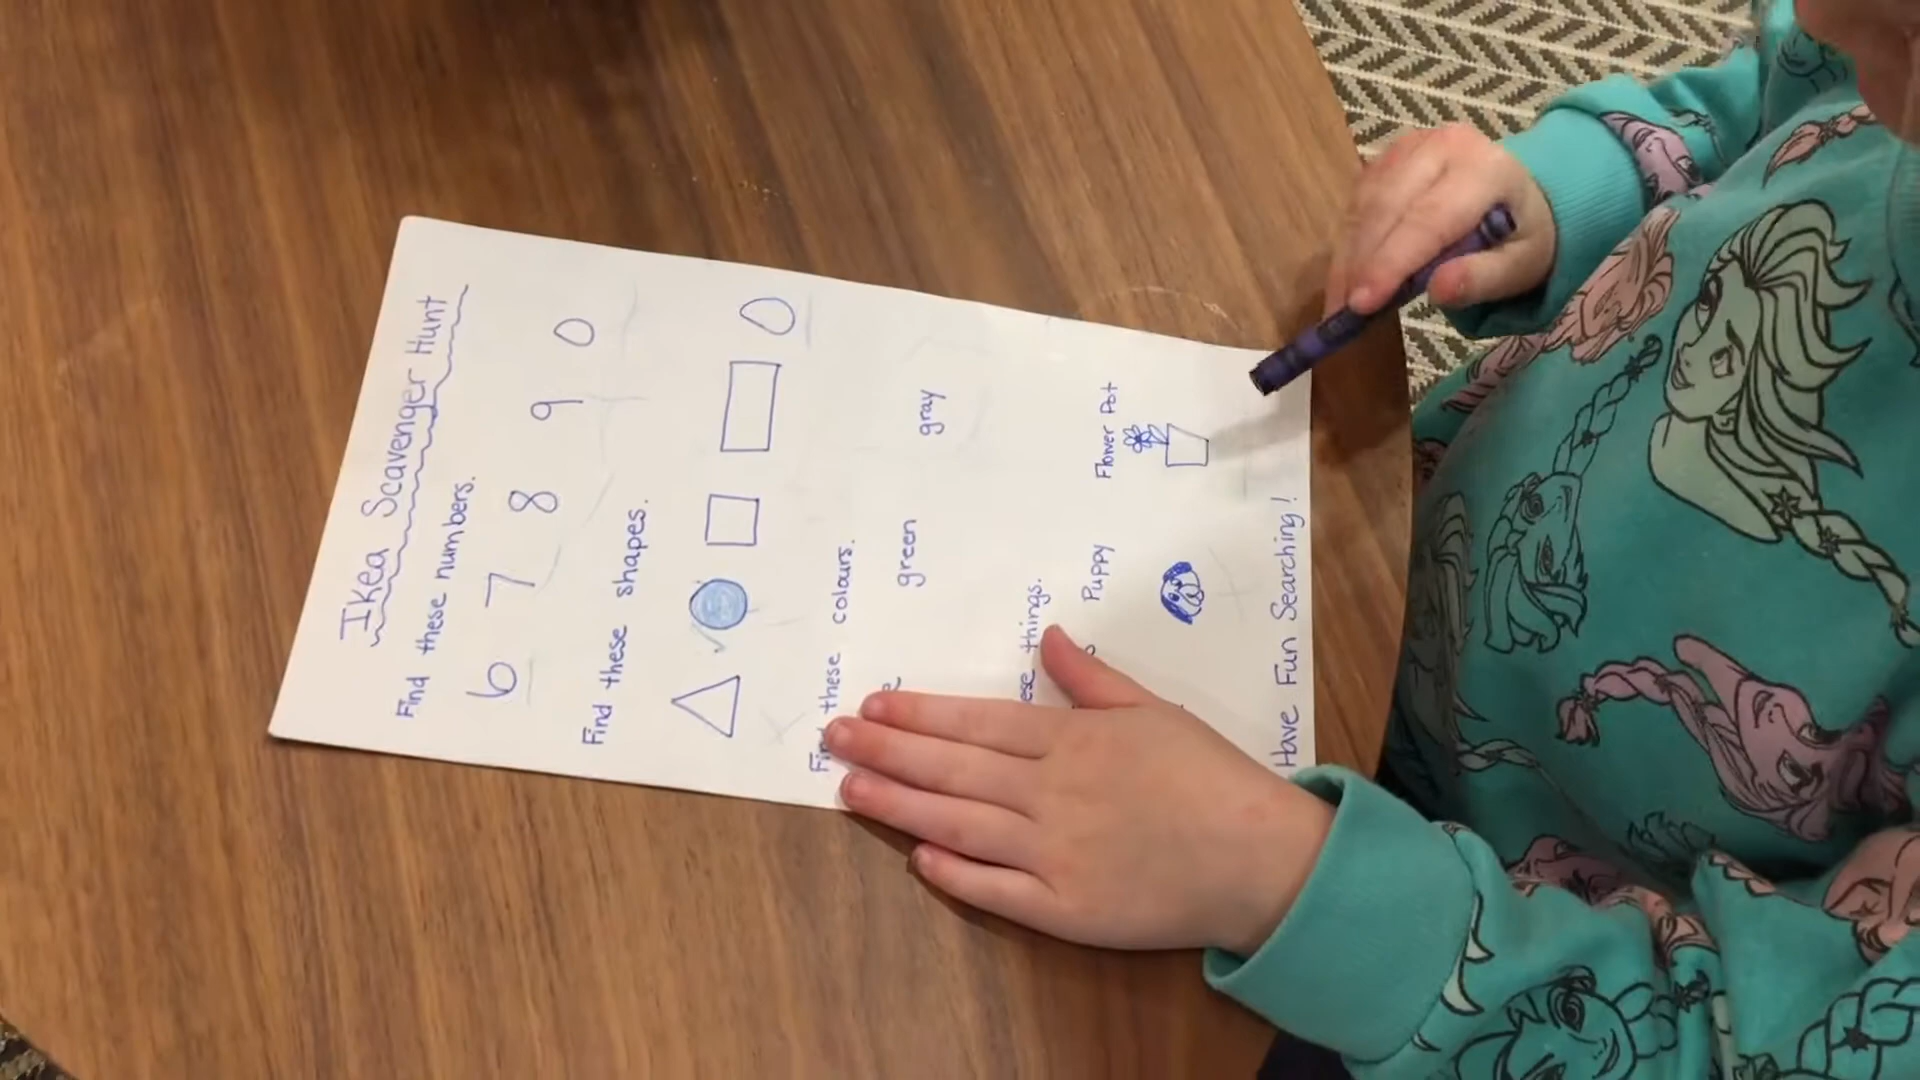 Ikea Scavenger Hunt
Find these numbers.
6 7 8 9 0
Find these shapes.
Find these colours.
green gray
things.
Puppy Flower Pot
Have Fun Searching!